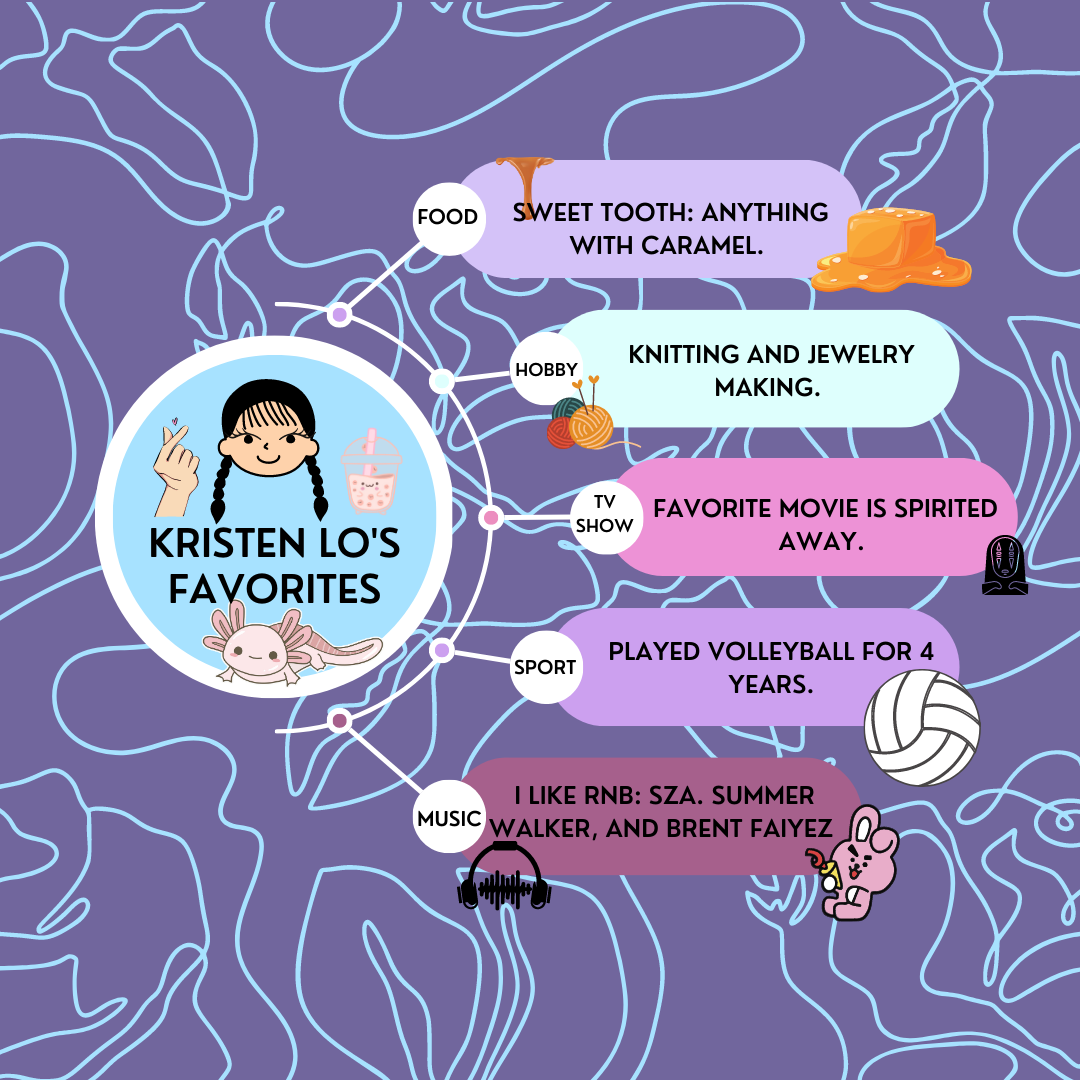 FOOD
SWEET TOOTH: ANYTHING
WITH CARAMEL.
HOBBY
KNITTING AND JEWELRY
MAKING.
KRISTEN LO'S
FAVORITES
TV
SHOW
FAVORITE MOVIE IS SPIRITED
AWAY.
SPORT
PLAYED VOLLEYBALL FOR 4
YEARS.
MUSIC
I LIKE RNB: SZA. SUMMER
WALKER, AND BRENT FAIYEZ